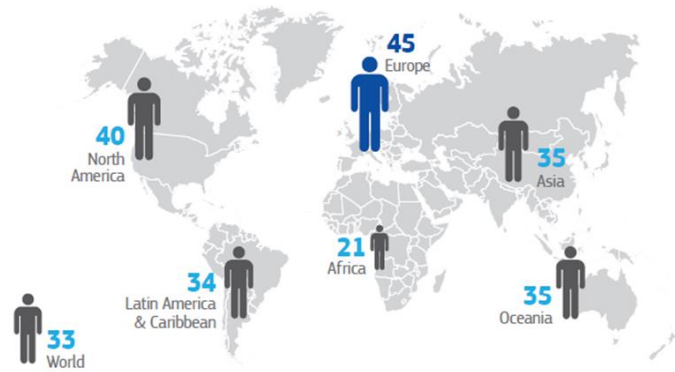 45
Europe
40
North
America
35
Asia
21
Africa
34
Latin America
& Caribbean
35
Oceania
33
World